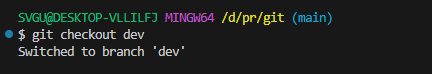 SVGU@DESKTOP-VLLILFJ MINGW64 /d/pr/git (main)
$ git checkout dev
Switched to branch 'dev'